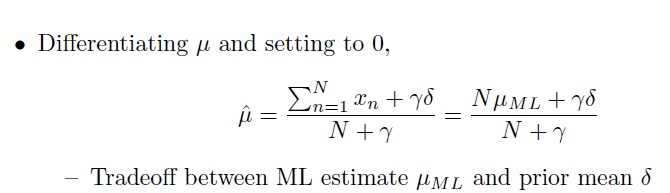 • Differentiating μ and setting to 0,
μ̂ = (∑_{n=1}^{N} x_n + γδ) / (N + γ) = (Nμ_{ML} + γδ) / (N + γ)
– Tradeoff between ML estimate μ_{ML} and prior mean δ